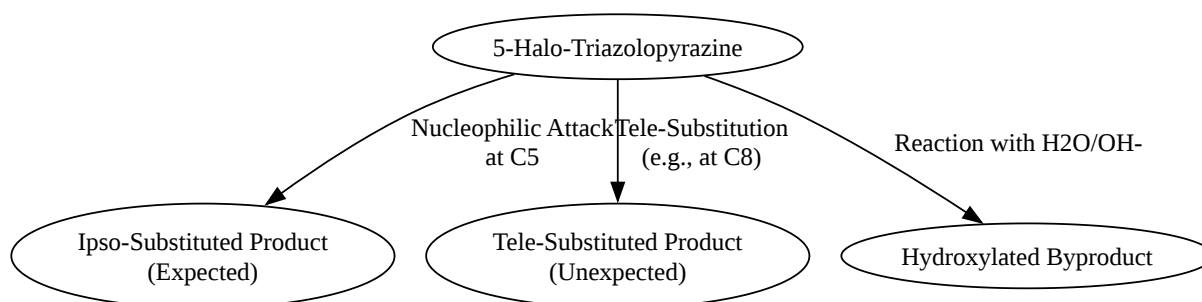 5-Halo-Triazolopyrazine
Nucleophilic Attack
at C5
Tele-Substitution
(e.g., at C8)
Reaction with H2O/OH-
Ipso-Substituted Product
(Expected)
Tele-Substituted Product
(Unexpected)
Hydroxylated Byproduct